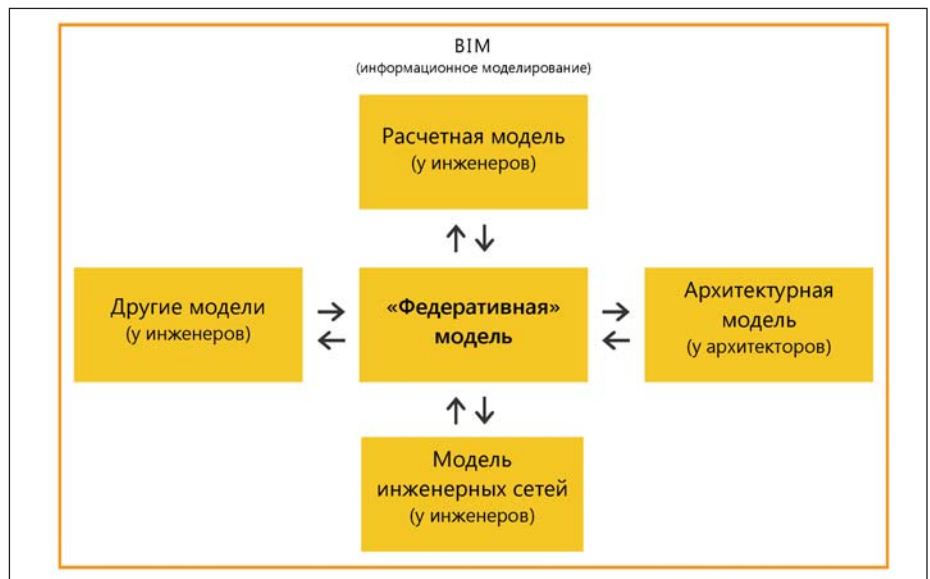 BIM
(информационное моделирование)
Расчетная модель
(у инженеров)
Другие модели
(у инженеров)
«Федеративная»
модель
Архитектурная
модель
(у архитекторов)
Модель
инженерных сетей
(у инженеров)